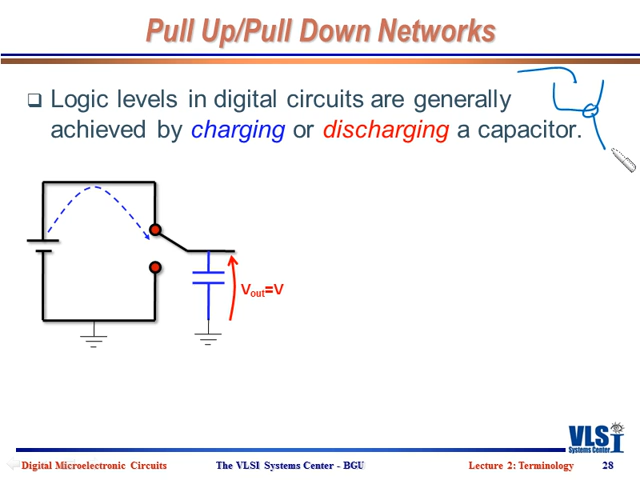 Pull Up/Pull Down Networks
Logic levels in digital circuits are generally
achieved by charging or discharging a capacitor.
Vout=V
VLSI
Systems Center
Digital Microelectronic Circuits
The VLSI Systems Center - BGU
Lecture 2: Terminology
28